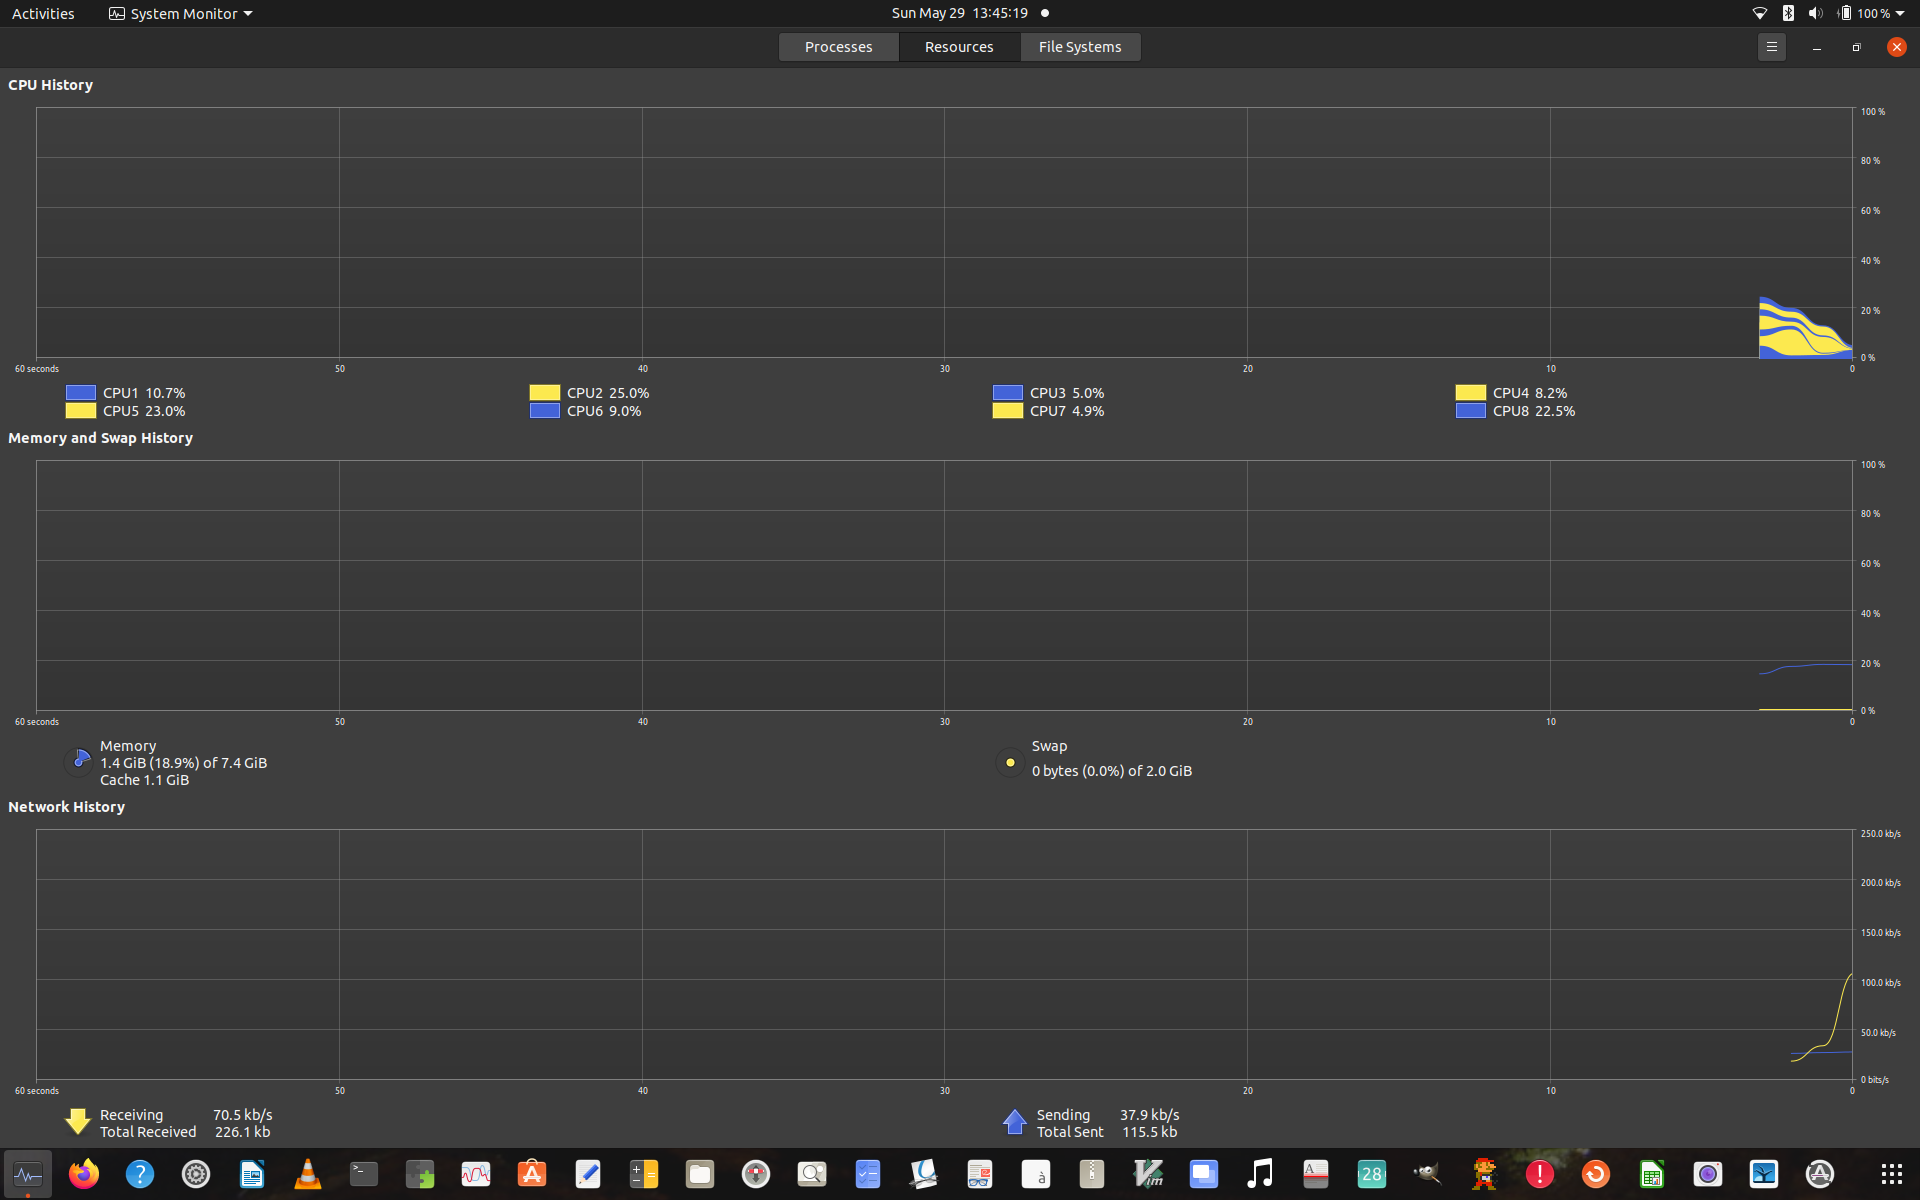 Activities System Monitor Sun May 29 13:45:19 100 %
Processes Resources File Systems
CPU History
100 %
80 %
60 %
40 %
20 %
0 %
60 seconds 50 40 30 20 10 0
CPU1 10.7% CPU2 25.0% CPU3 5.0% CPU4 8.2%
CPU5 23.0% CPU6 9.0% CPU7 4.9% CPU8 22.5%
Memory and Swap History
100 %
80 %
60 %
40 %
20 %
0 %
60 seconds 50 40 30 20 10 0
Memory
1.4 GiB (18.9%) of 7.4 GiB
Cache 1.1 GiB
Swap
0 bytes (0.0%) of 2.0 GiB
Network History
250.0 kb/s
200.0 kb/s
150.0 kb/s
100.0 kb/s
50.0 kb/s
0 bits/s
60 seconds 50 40 30 20 10 0
Receiving 70.5 kb/s
Total Received 226.1 kb
Sending 37.9 kb/s
Total Sent 115.5 kb
? >_ à Vim A 28 !